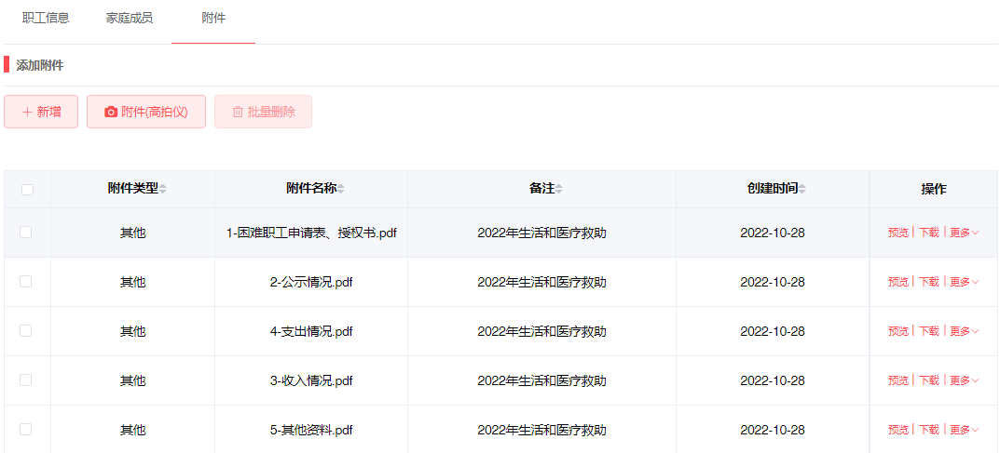 职工信息 家庭成员 附件
添加附件
新增 附件(高拍仪) 批量删除
附件类型 附件名称 备注 创建时间 操作
其他 1-困难职工申请表、授权书.pdf 2022年生活和医疗救助 2022-10-28 预览 | 下载 | 更多
其他 2-公示情况.pdf 2022年生活和医疗救助 2022-10-28 预览 | 下载 | 更多
其他 4-支出情况.pdf 2022年生活和医疗救助 2022-10-28 预览 | 下载 | 更多
其他 3-收入情况.pdf 2022年生活和医疗救助 2022-10-28 预览 | 下载 | 更多
其他 5-其他资料.pdf 2022年生活和医疗救助 2022-10-28 预览 | 下载 | 更多